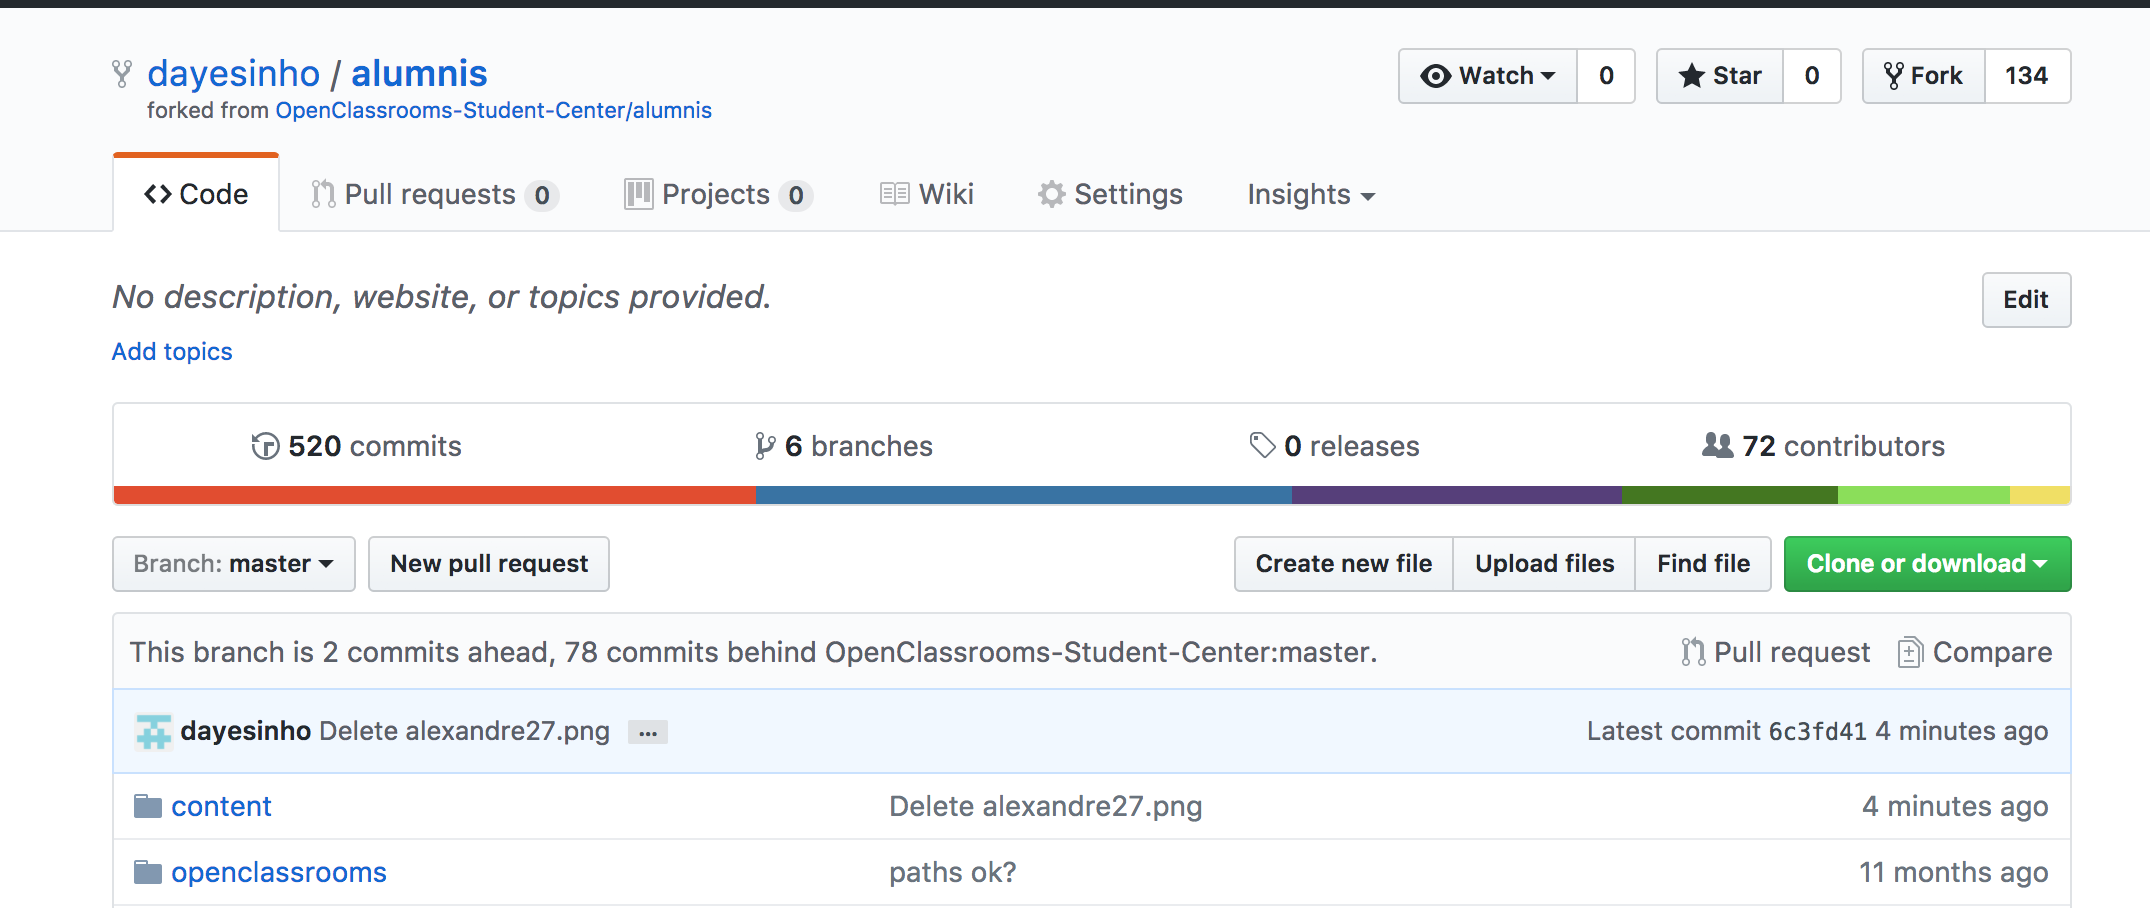 dayesinho / alumnis
Watch 0
Star 0
Fork 134
forked from OpenClassrooms-Student-Center/alumnis
Code
Pull requests 0
Projects 0
Wiki
Settings
Insights
No description, website, or topics provided.
Edit
Add topics
520 commits
6 branches
0 releases
72 contributors
Branch: master
New pull request
Create new file
Upload files
Find file
Clone or download
This branch is 2 commits ahead, 78 commits behind OpenClassrooms-Student-Center:master.
Pull request
Compare
dayesinho Delete alexandre27.png ...
Latest commit 6c3fd41 4 minutes ago
content
Delete alexandre27.png
4 minutes ago
openclassrooms
paths ok?
11 months ago